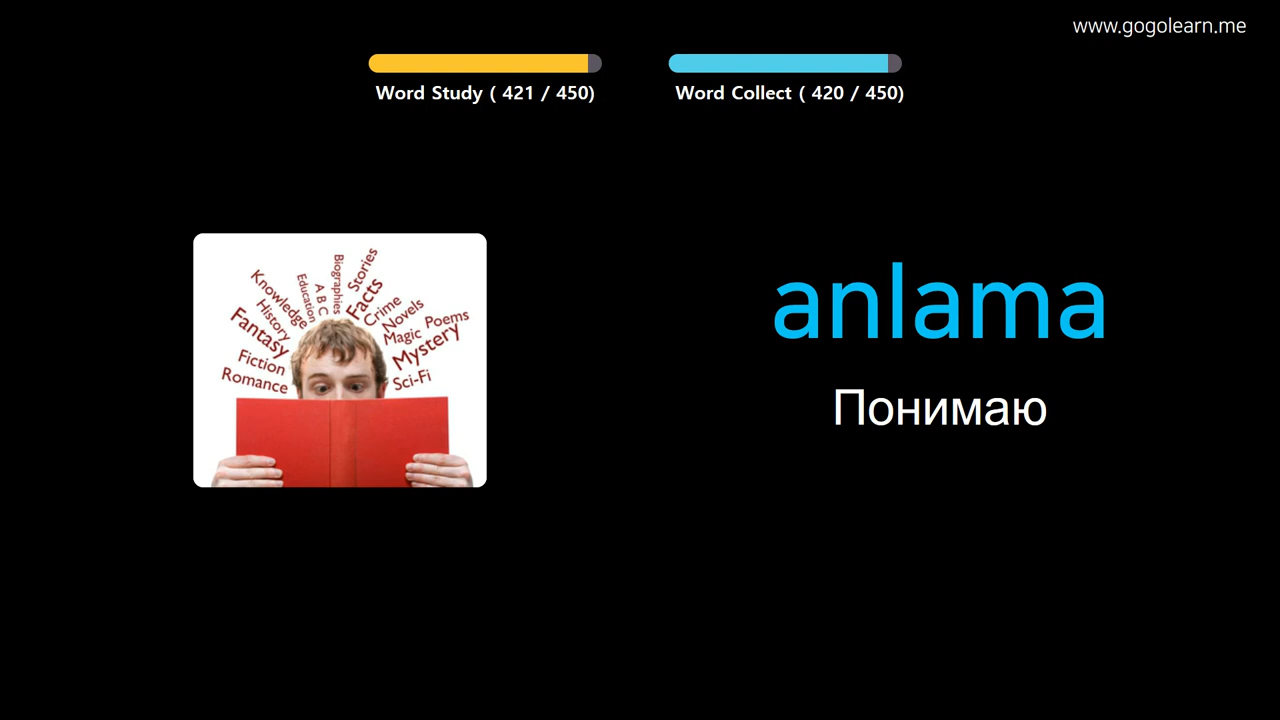 www.gogolearn.me
Word Study ( 421 / 450)
Word Collect ( 420 / 450)
anlama
Понимаю
Stories
Biographies
Facts
A B C
Education
Knowledge
Crime
History
Novels
Poems
Fantasy
Magic
Mystery
Fiction
Romance
Sci-Fi